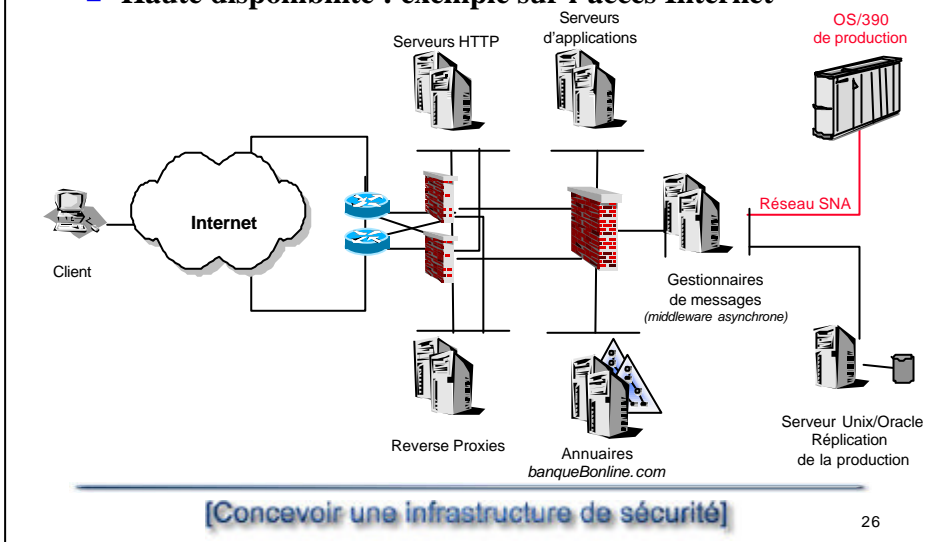 Haute disponibilité : exemple sur l'accès Internet
Serveurs HTTP
Serveurs
d'applications
OS/390
de production
Internet
Client
Réseau SNA
Gestionnaires
de messages
(middleware asynchrone)
Reverse Proxies
Annuaires
banqueBonline.com
Serveur Unix/Oracle
Réplication
de la production
[Concevoir une infrastructure de sécurité]
26